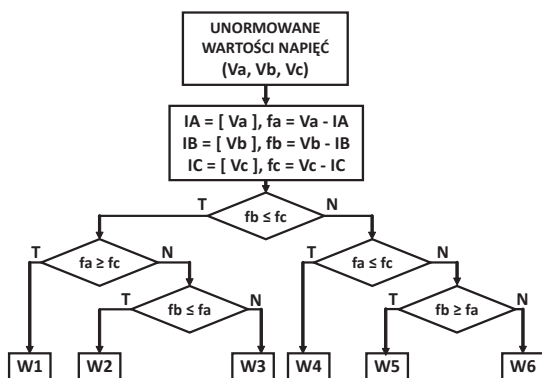 UNORMOWANE
WARTOŚCI NAPIĘĆ
(Va, Vb, Vc)
IA = [ Va ], fa = Va - IA
IB = [ Vb ], fb = Vb - IB
IC = [ Vc ], fc = Vc - IC
T fb ≤ fc N
T fa ≥ fc N T fa ≤ fc N
T fb ≤ fa N T fb ≥ fa N
W1 W2 W3 W4 W5 W6